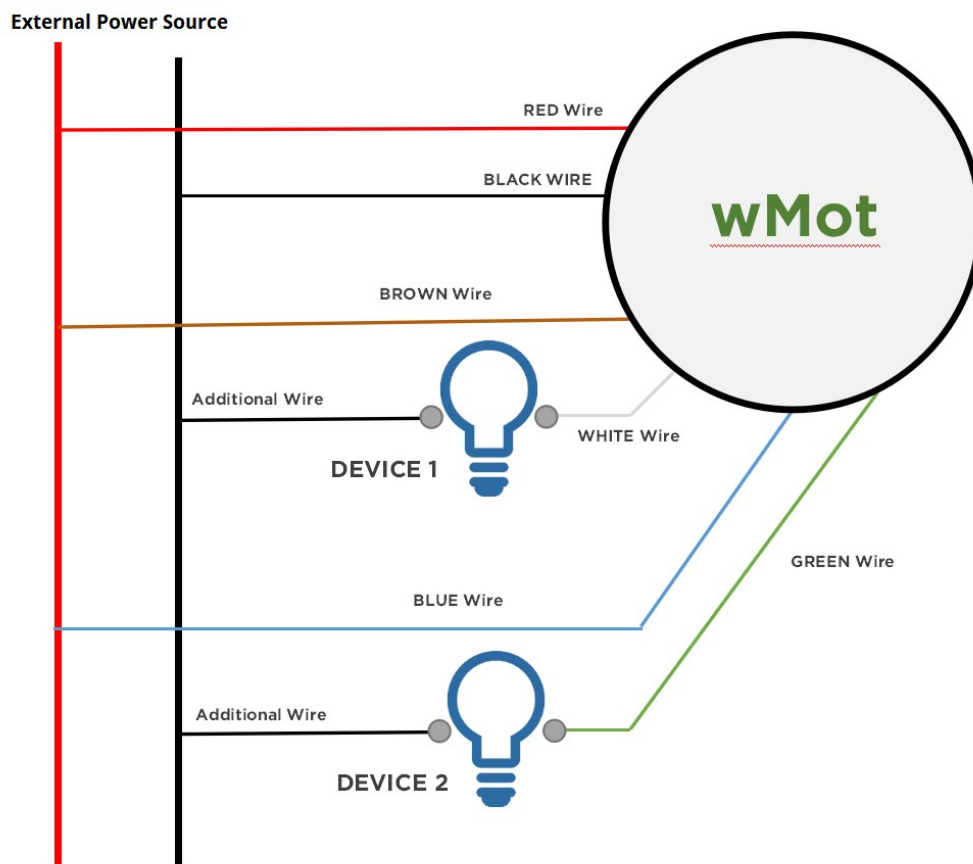 External Power Source
RED Wire
BLACK WIRE
wMot
BROWN Wire
Additional Wire
WHITE Wire
DEVICE 1
GREEN Wire
BLUE Wire
Additional Wire
DEVICE 2